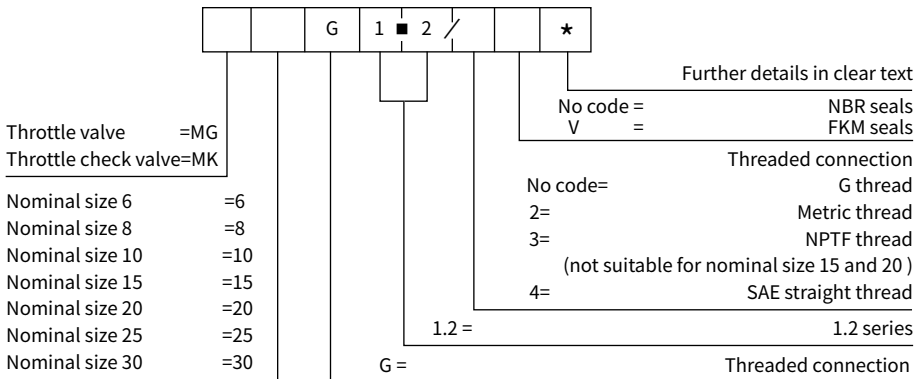 G 1 ■ 2 / *
Further details in clear text
No code = NBR seals
V = FKM seals
Throttle valve =MG
Throttle check valve=MK
Threaded connection
No code= G thread
2= Metric thread
3= NPTF thread
(not suitable for nominal size 15 and 20 )
4= SAE straight thread
Nominal size 6 =6
Nominal size 8 =8
Nominal size 10 =10
Nominal size 15 =15
Nominal size 20 =20
Nominal size 25 =25
Nominal size 30 =30
1.2 = 1.2 series
G = Threaded connection